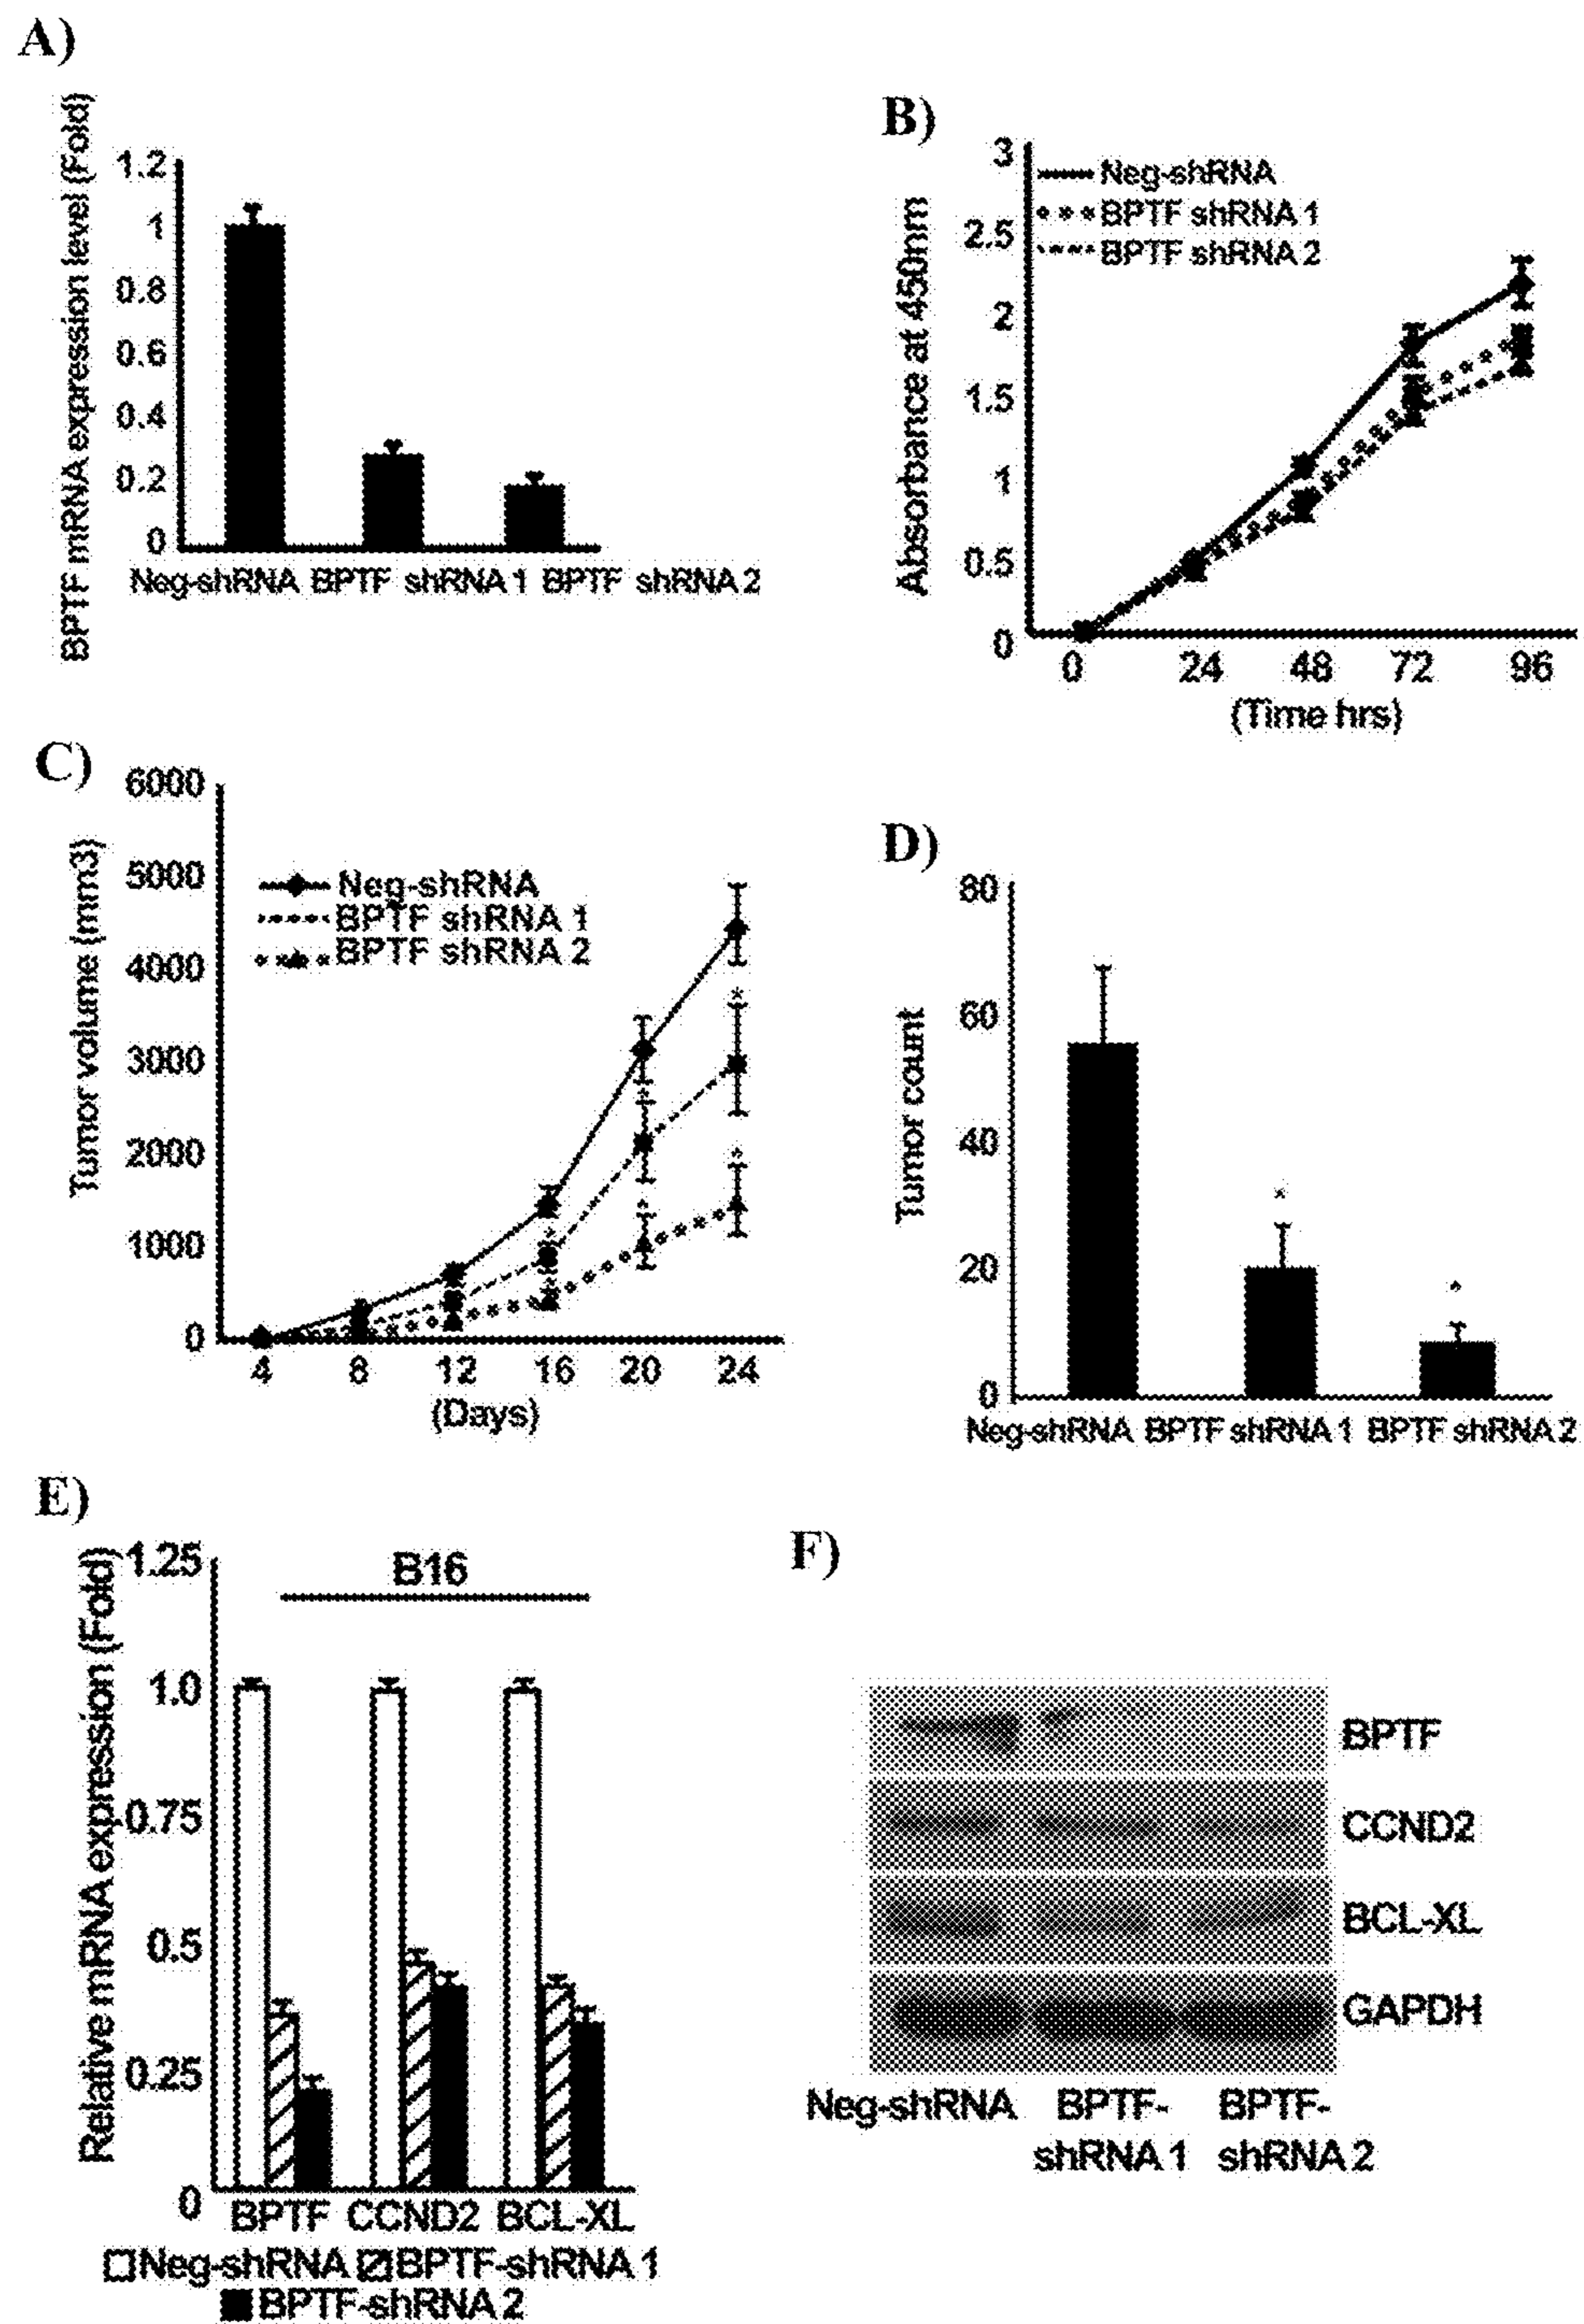 A)
BPTF mRNA expression level (Fold)
1.2
1
0.8
0.6
0.4
0.2
0
Neg-shRNA BPTF shRNA 1 BPTF shRNA 2
B)
Absorbance at 450nm
3
2.5
2
1.5
1
0.5
0
Neg-shRNA
BPTF shRNA 1
BPTF shRNA 2
0 24 48 72 96
(Time hrs)
C)
Tumor volume (mm3)
6000
5000
4000
3000
2000
1000
0
Neg-shRNA
BPTF shRNA 1
BPTF shRNA 2
*
*
4 8 12 16 20 24
(Days)
D)
Tumor count
80
60
40
20
0
*
*
Neg-shRNA BPTF shRNA 1 BPTF shRNA 2
E)
Relative mRNA expression (Fold)
1.25
1.0
0.75
0.5
0.25
0
B16
BPTF CCND2 BCL-XL
Neg-shRNA BPTF-shRNA 1
BPTF-shRNA 2
F)
BPTF
CCND2
BCL-XL
GAPDH
Neg-shRNA BPTF- BPTF-
shRNA 1 shRNA 2